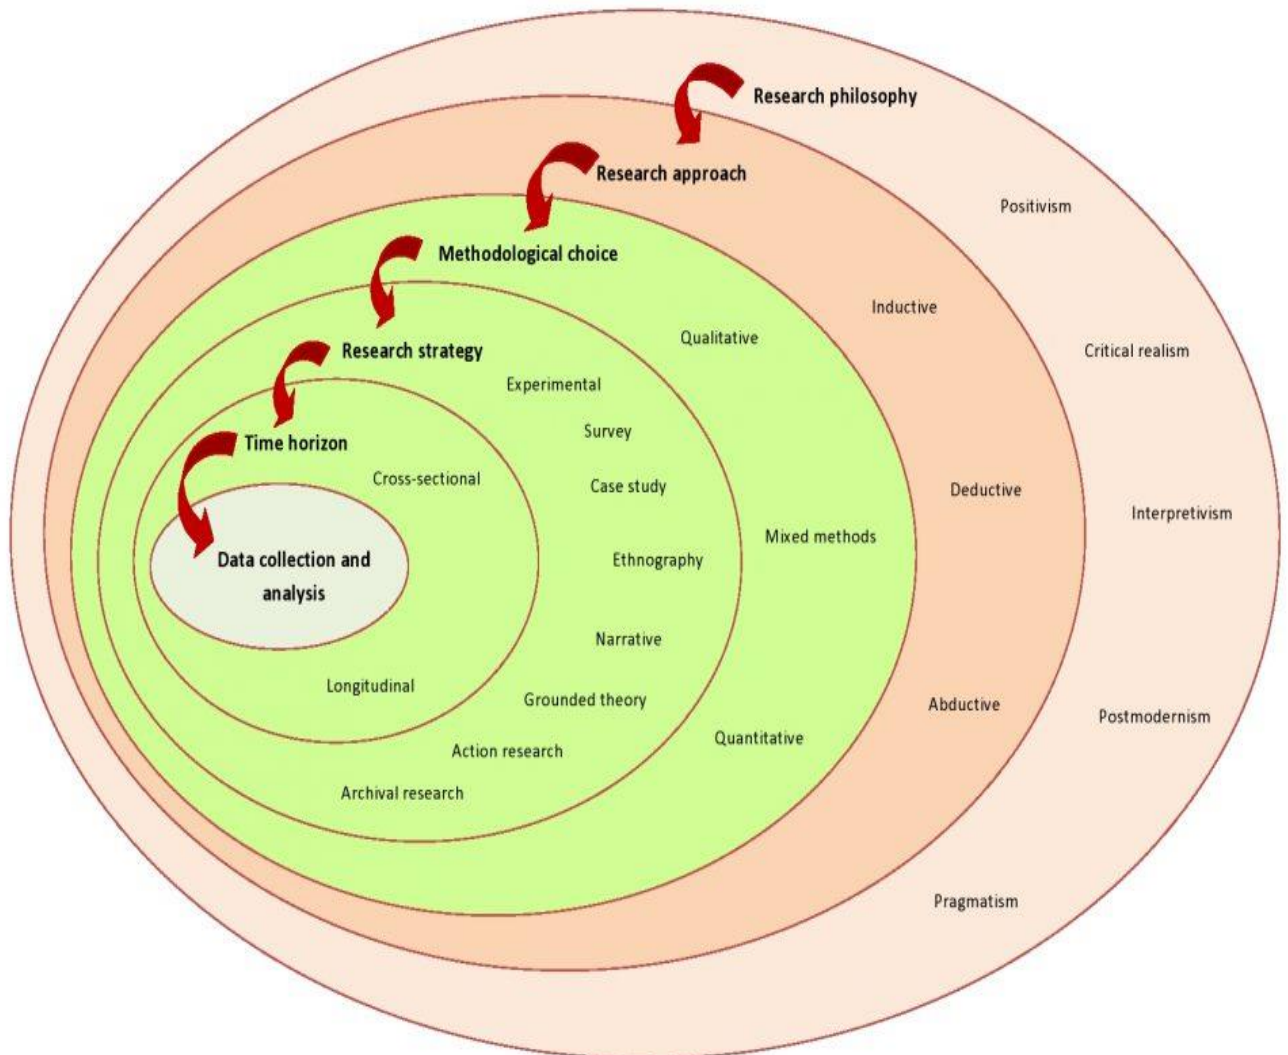 Research philosophy
Research approach
Positivism
Methodological choice
Inductive
Qualitative
Research strategy
Critical realism
Experimental
Survey
Time horizon
Cross-sectional
Case study
Deductive
Interpretivism
Mixed methods
Data collection and
analysis
Ethnography
Narrative
Longitudinal
Grounded theory
Abductive
Postmodernism
Quantitative
Action research
Archival research
Pragmatism